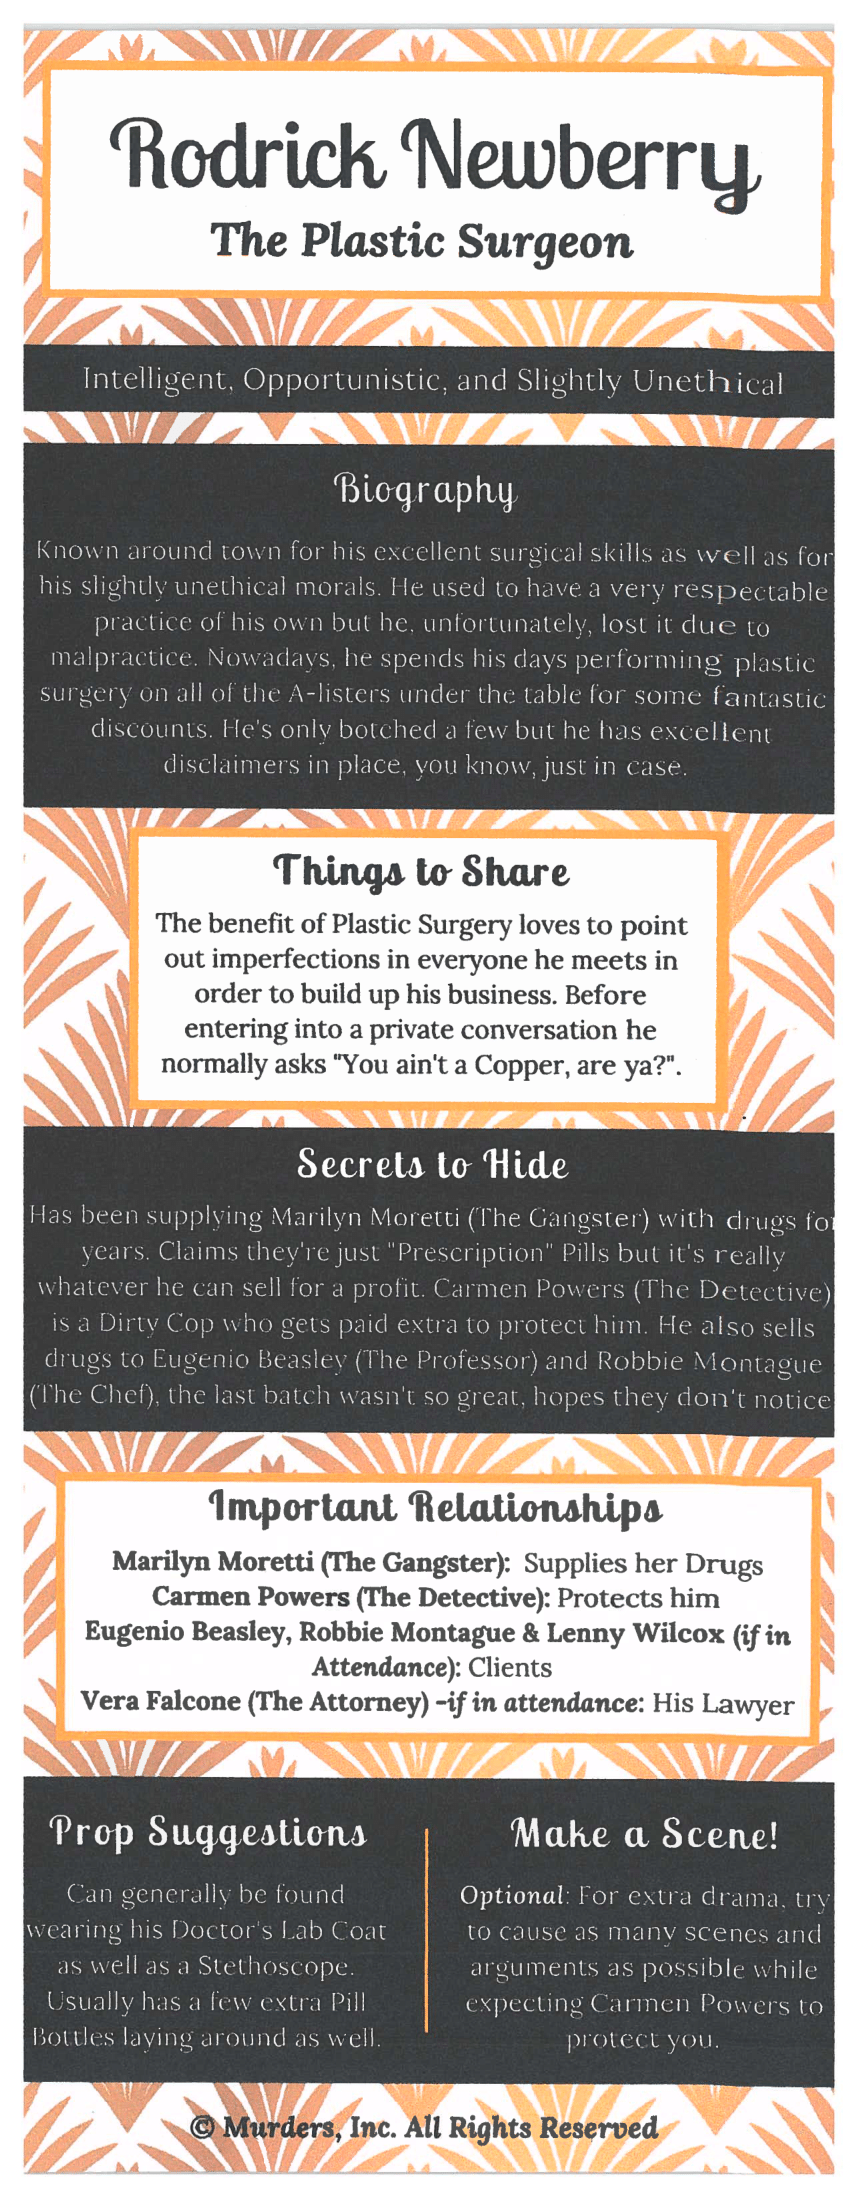 Rodrick Newberry
The Plastic Surgeon
Intelligent, Opportunistic, and Slightly Unethical
Biography
Known around town for his excellent surgical skills as well as for
his slightly unethical morals. He used to have a very respectable
practice of his own but he, unfortunately, lost it due to
malpractice. Nowadays, he spends his days performing plastic
surgery on all of the A-listers under the table for some fantastic
discounts. He's only botched a few but he has excellent
disclaimers in place, you know, just in case.
Things to Share
The benefit of Plastic Surgery loves to point
out imperfections in everyone he meets in
order to build up his business. Before
entering into a private conversation he
normally asks "You ain't a Copper, are ya?".
Secrets to Hide
Has been supplying Marilyn Moretti (The Gangster) with drugs for
years. Claims they're just "Prescription" Pills but it's really
whatever he can sell for a profit. Carmen Powers (The Detective)
is a Dirty Cop who gets paid extra to protect him. He also sells
drugs to Eugenio Beasley (The Professor) and Robbie Montague
(The Chef), the last batch wasn't so great, hopes they don't notice
Important Relationships
Marilyn Moretti (The Gangster): Supplies her Drugs
Carmen Powers (The Detective): Protects him
Eugenio Beasley, Robbie Montague & Lenny Wilcox (if in
Attendance): Clients
Vera Falcone (The Attorney) -if in attendance: His Lawyer
Prop Suggestions
Can generally be found
wearing his Doctor's Lab Coat
as well as a Stethoscope.
Usually has a few extra Pill
Bottles laying around as well.
Make a Scene!
Optional: For extra drama, try
to cause as many scenes and
arguments as possible while
expecting Carmen Powers to
protect you.
© Murders, Inc. All Rights Reserved